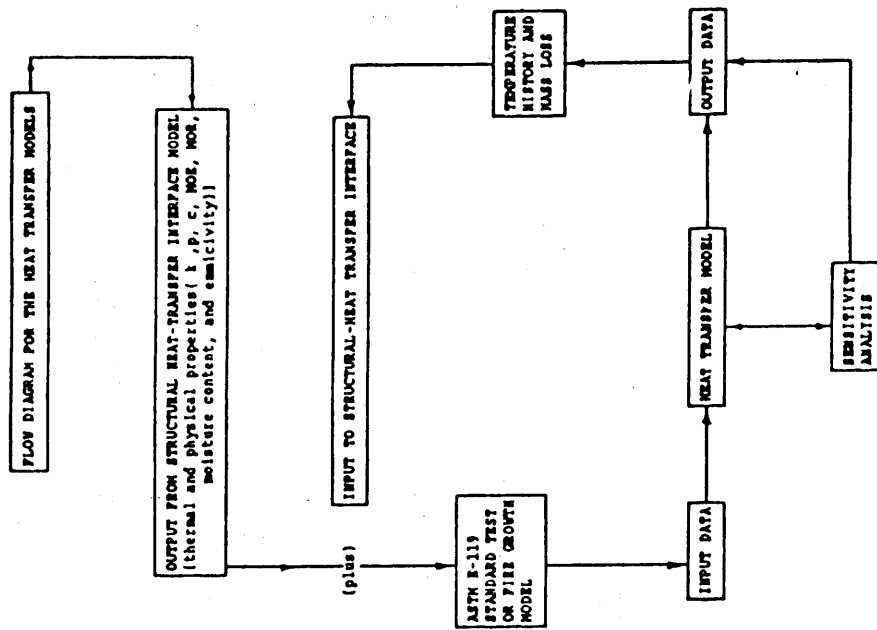 FLOW DIAGRAM FOR THE HEAT TRANSFER MODELS
OUTPUT FROM STRUCTURAL HEAT-TRANSFER INTERFACE MODEL
(thermal and physical properties( k ,p, c, MOE, MOR,
moisture content, and emmicivity)]
(plus)
ASTM E-119
STANDARD TEST
OR FIRE GROWTH
MODEL
INPUT DATA
HEAT TRANSFER MODEL
SENSITIVITY
ANALYSIS
OUTPUT DATA
TEMPERATURE
HISTORY AND
MASS LOSS
INPUT TO STRUCTURAL-HEAT TRANSFER INTERFACE